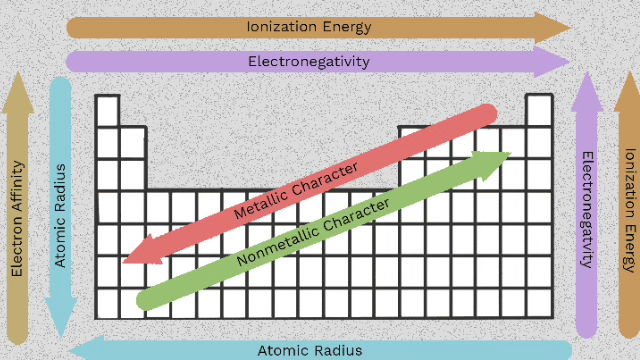 Ionization Energy
Electronegativity
Electron Affinity
Atomic Radius
Metallic Character
Nonmetallic Character
Electronegatvity
Ionization Energy
Atomic Radius